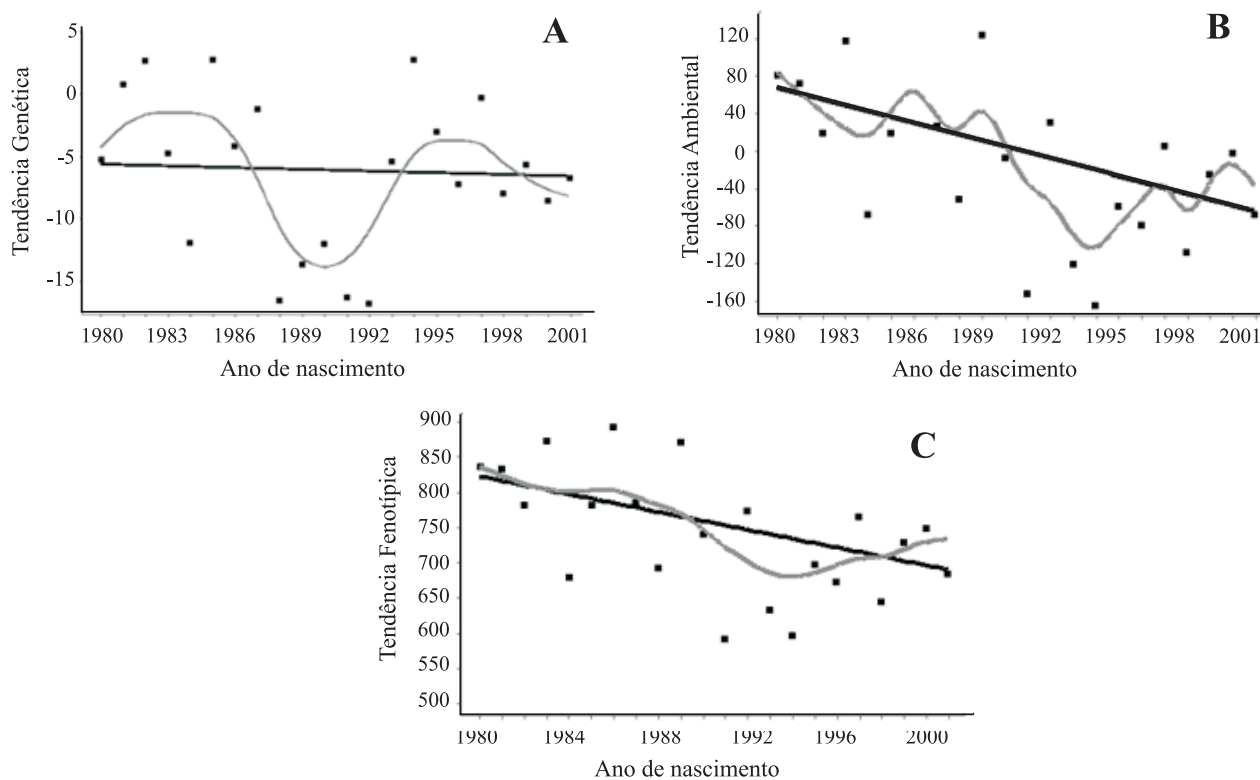 A
Tendência Genética
5
0
-5
-10
-15
1980 1983 1986 1989 1992 1995 1998 2001
Ano de nascimento
B
Tendência Ambiental
120
80
40
0
-40
-80
-120
-160
1980 1983 1986 1989 1992 1995 1998 2001
Ano de nascimento
C
Tendência Fenotípica
900
850
800
750
700
650
600
550
500
1980 1984 1988 1992 1996 2000
Ano de nascimento